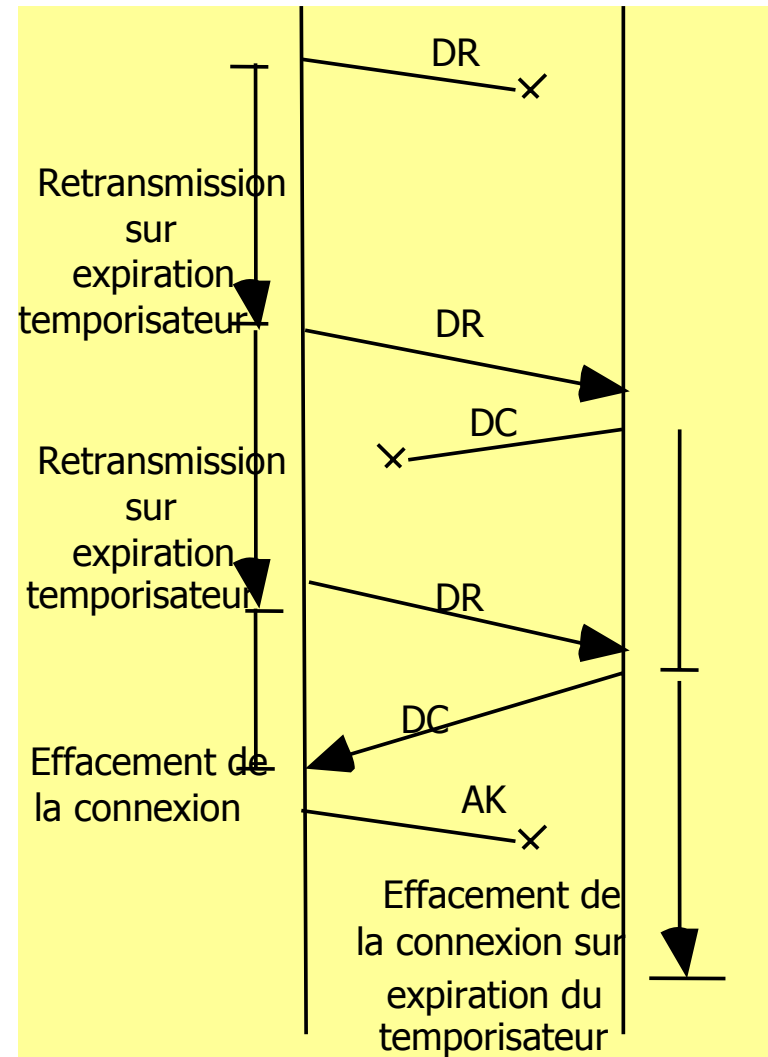 DR
Retransmission
sur
expiration
temporisateur
DR
DC
Retransmission
sur
expiration
temporisateur
DR
DC
Effacement de
la connexion
AK
Effacement de
la connexion sur
expiration du
temporisateur